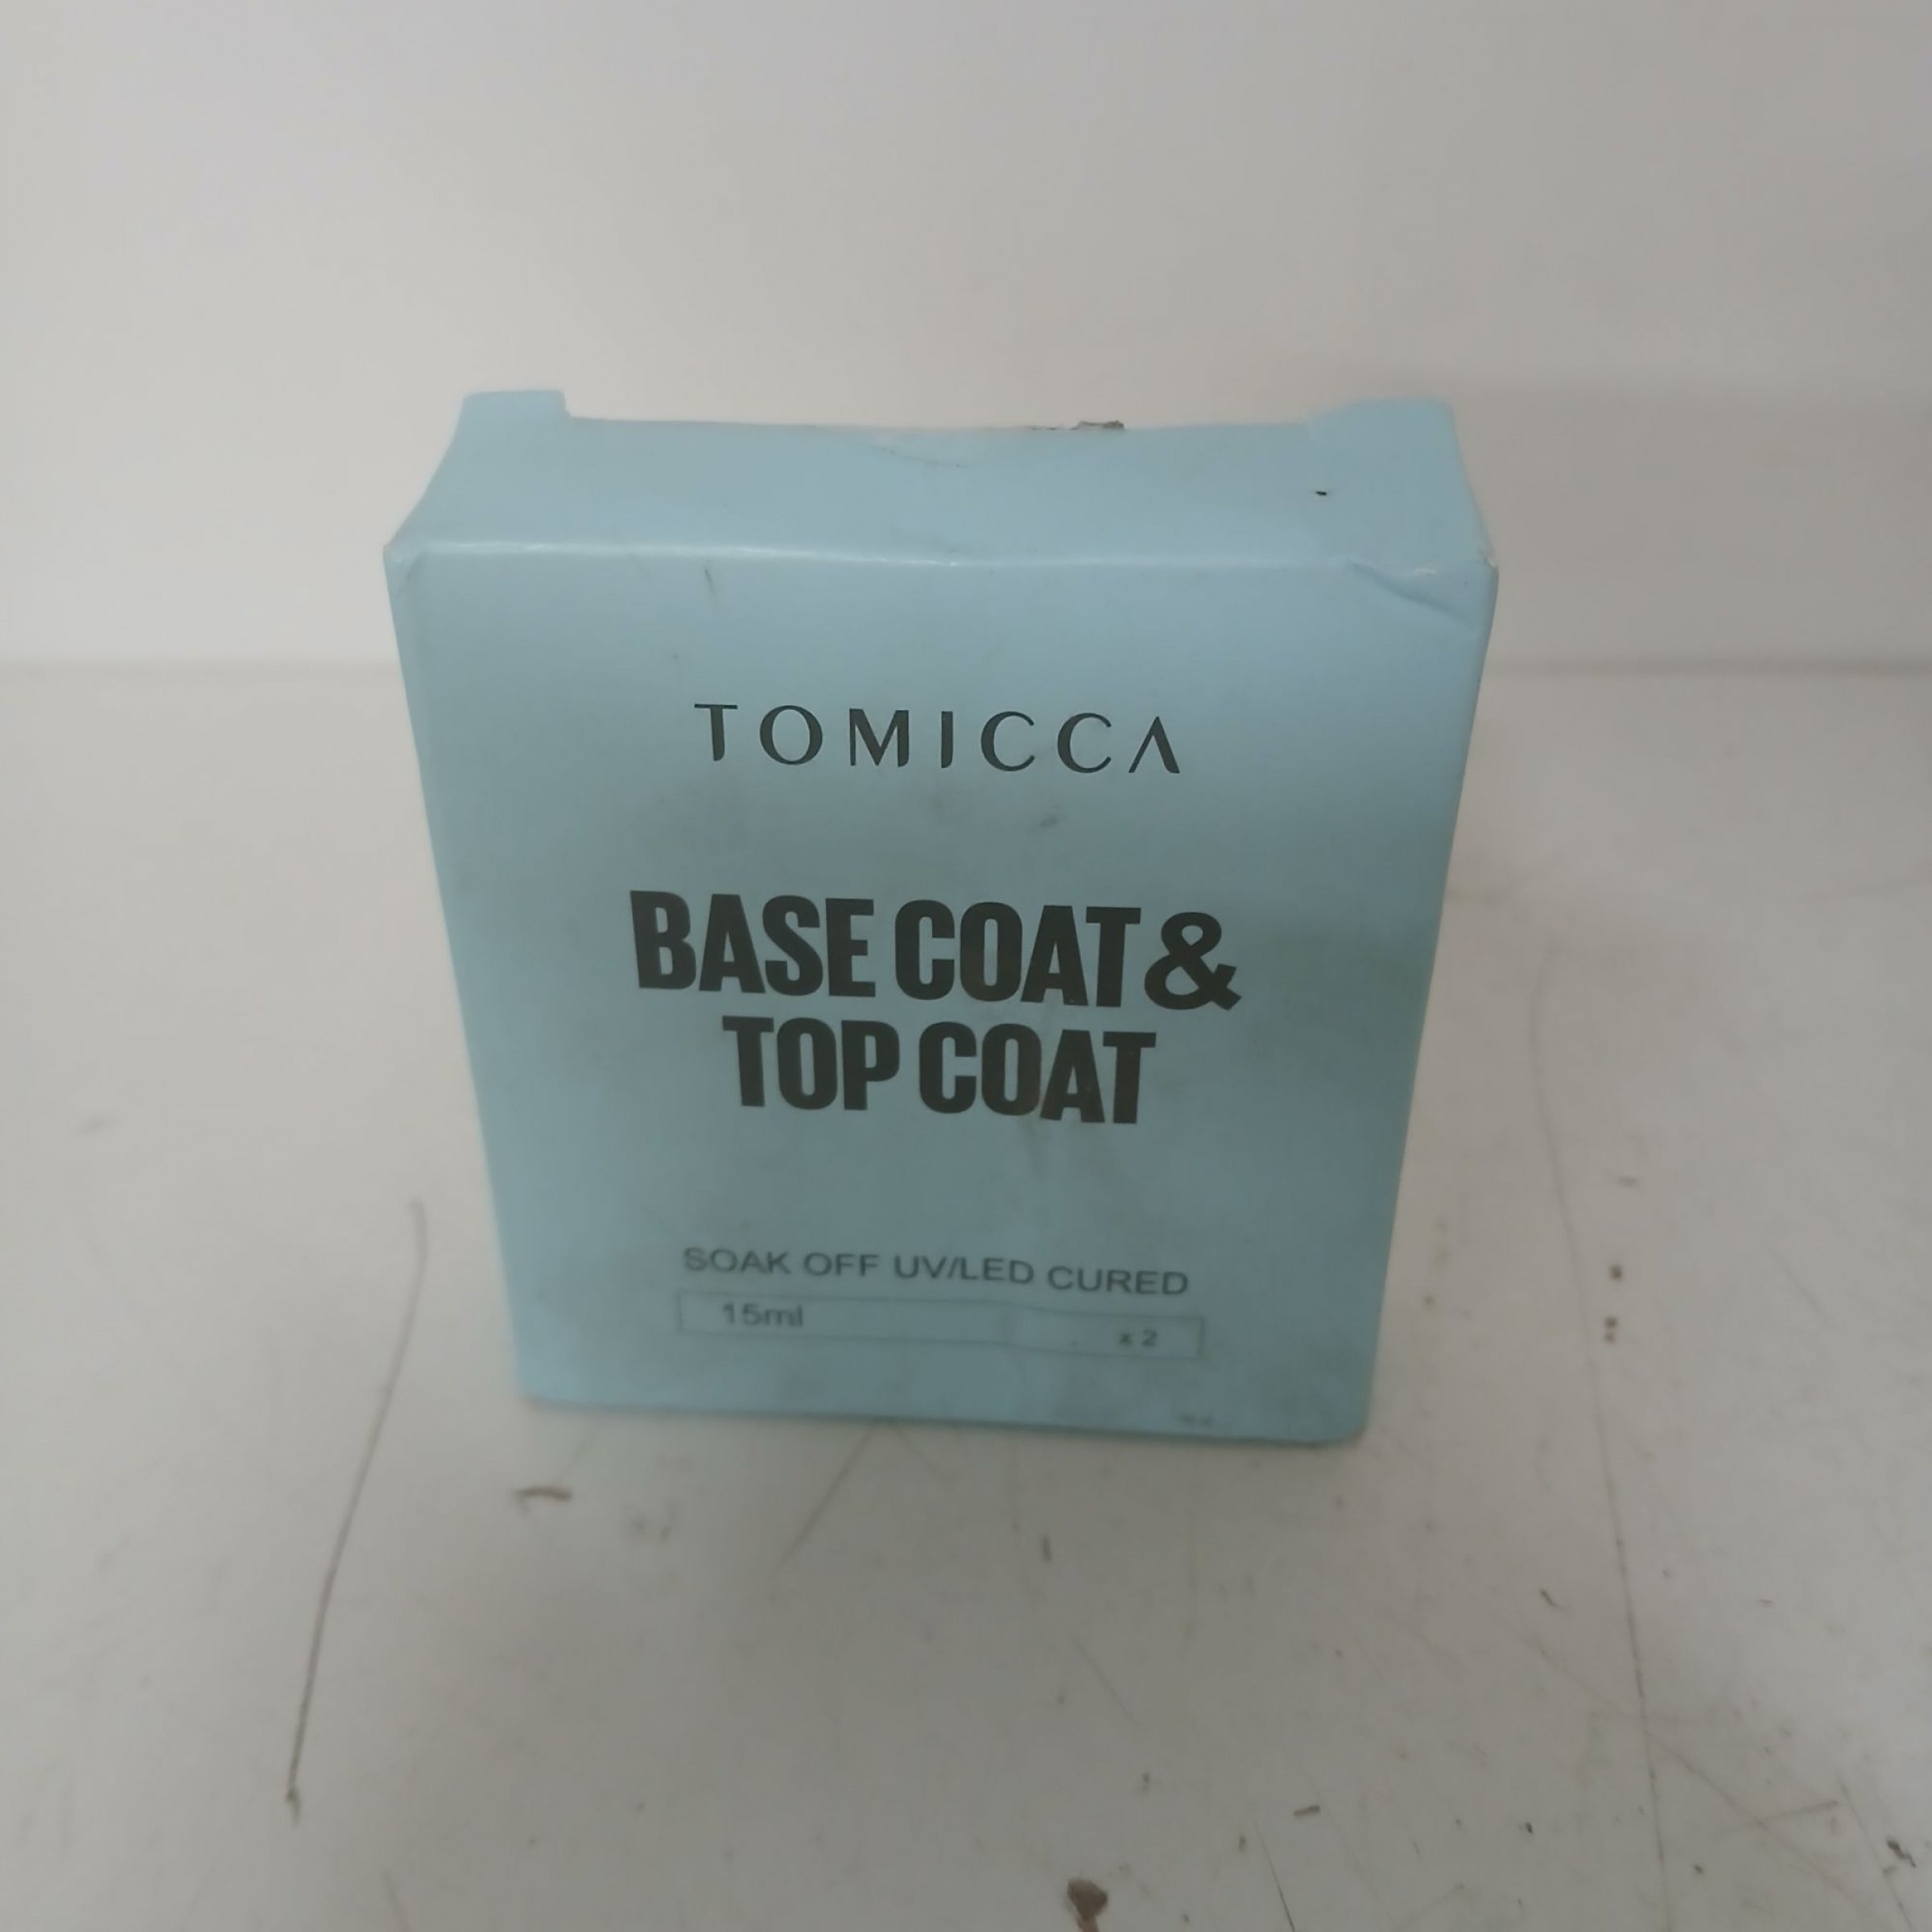 TOMICCA
BASE COAT &
TOP COAT
SOAK OFF UV/LED CURED
15ml x 2